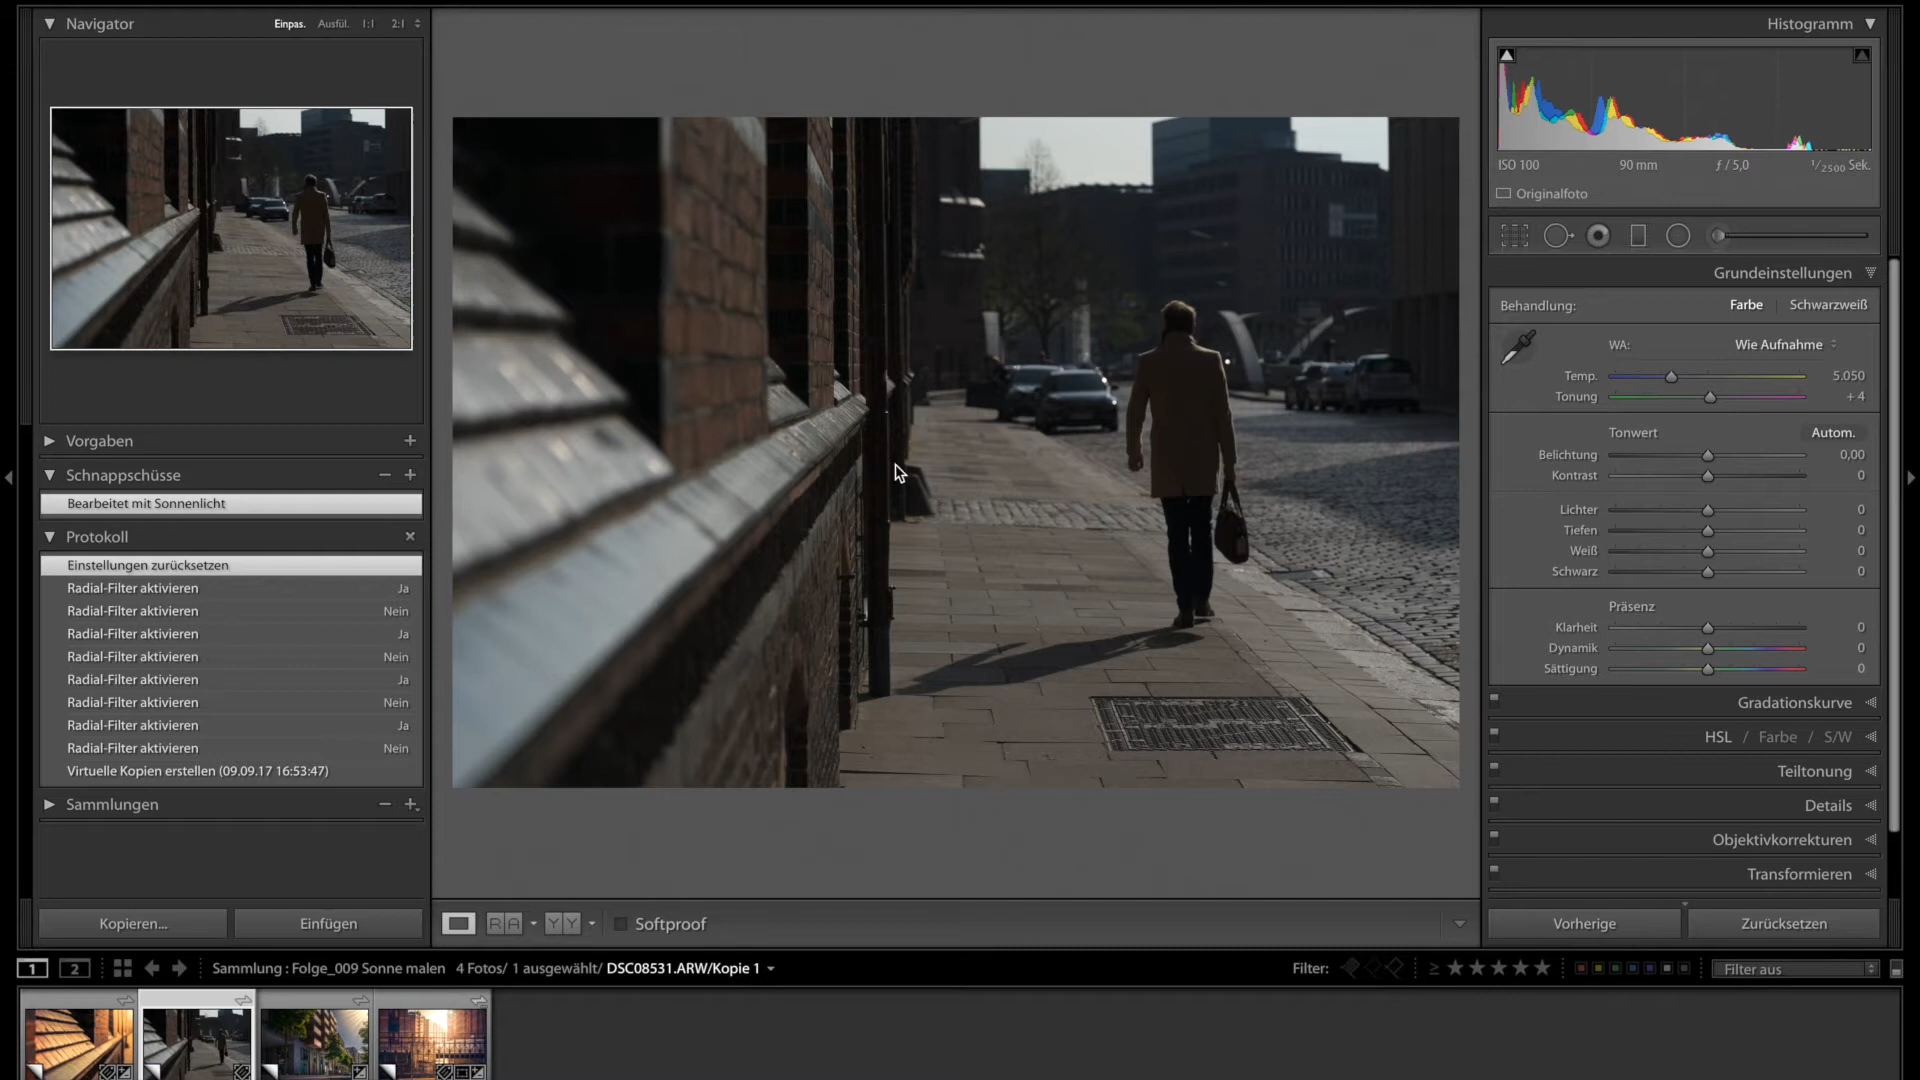 Navigator
Einpas. Ausfül. 1:1 2:1
Vorgaben
Schnappschüsse
Bearbeitet mit Sonnenlicht
Protokoll
Einstellungen zurücksetzen
Radial-Filter aktivieren Ja
Radial-Filter aktivieren Nein
Radial-Filter aktivieren Ja
Radial-Filter aktivieren Nein
Radial-Filter aktivieren Ja
Radial-Filter aktivieren Nein
Radial-Filter aktivieren Ja
Radial-Filter aktivieren Nein
Virtuelle Kopien erstellen (09.09.17 16:53:47)
Sammlungen
Kopieren...
Einfügen
R A
Y Y
Softproof
Histogramm
ISO 100 90 mm ƒ / 5,0 1/2500 Sek.
Originalfoto
Grundeinstellungen
Behandlung: Farbe Schwarzweiß
WA: Wie Aufnahme
Temp. 5.050
Tonung + 4
Tonwert Autom.
Belichtung 0,00
Kontrast 0
Lichter 0
Tiefen 0
Weiß 0
Schwarz 0
Präsenz
Klarheit 0
Dynamik 0
Sättigung 0
Gradationskurve
HSL / Farbe / S/W
Teiltonung
Details
Objektivkorrekturen
Transformieren
Vorherige
Zurücksetzen
1 2 Sammlung : Folge_009 Sonne malen 4 Fotos/ 1 ausgewählt/ DSC08531.ARW/Kopie 1
Filter: ≥ ★★★★★ Filter aus